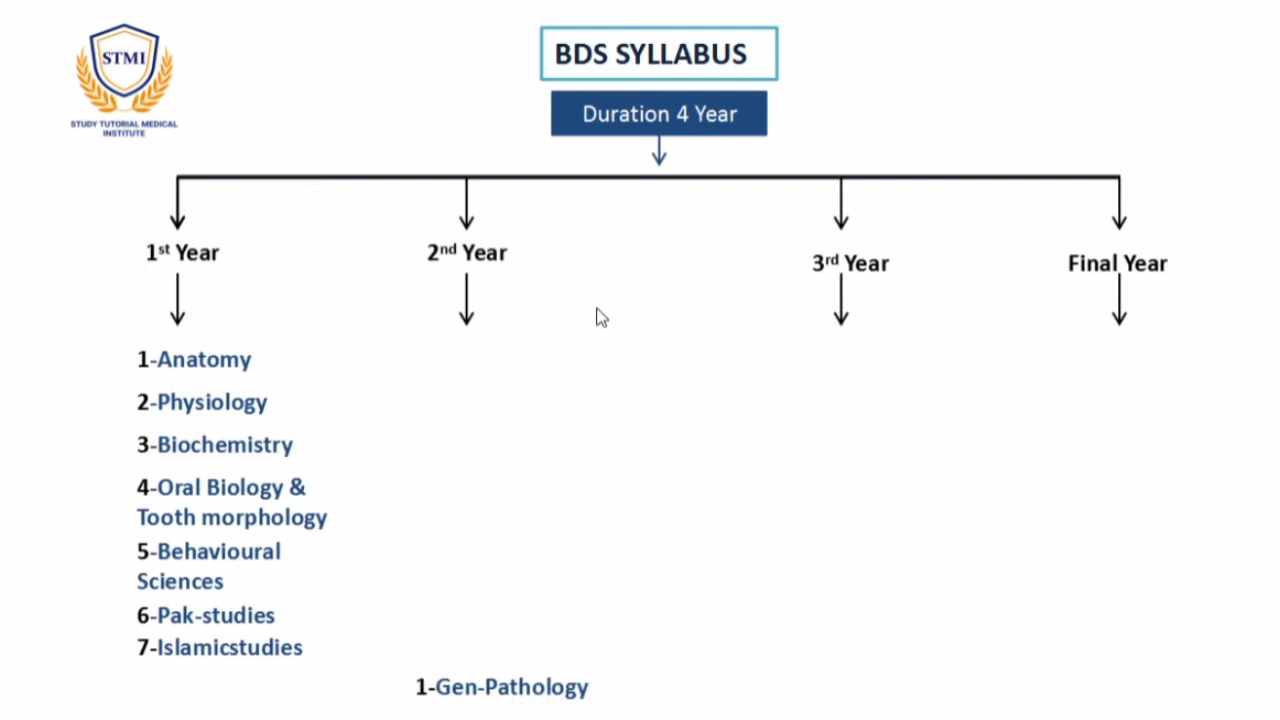 STMI
STUDY TUTORIAL MEDICAL
INSTITUTE
BDS SYLLABUS
Duration 4 Year
1st Year
2nd Year
3rd Year
Final Year
1-Anatomy
2-Physiology
3-Biochemistry
4-Oral Biology &
Tooth morphology
5-Behavioural
Sciences
6-Pak-studies
7-Islamicstudies
1-Gen-Pathology